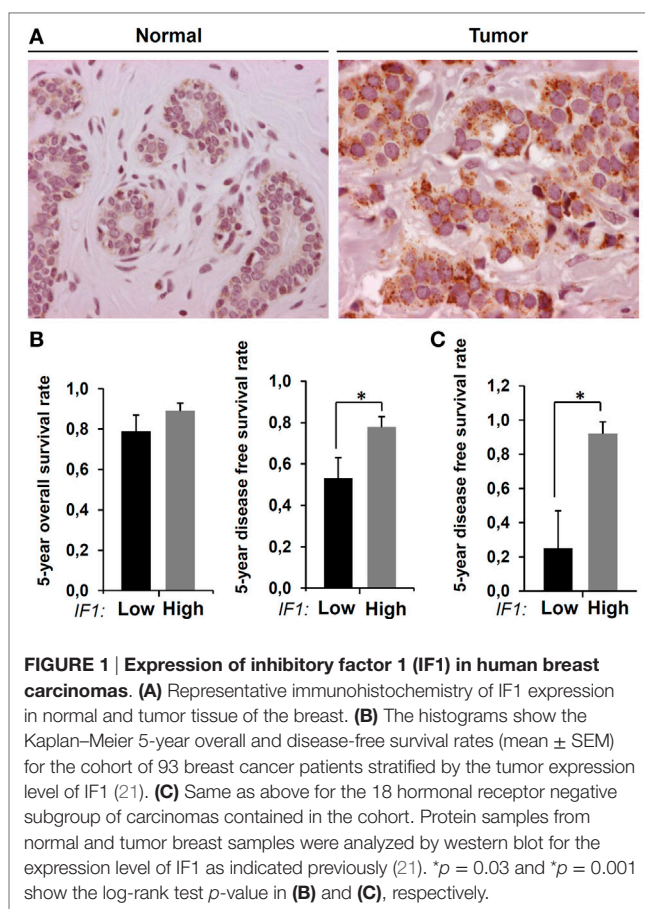 A Normal Tumor
B C
5-year overall survival rate
1,0
0,8
0,6
0,4
0,2
0,0
IF1: Low High
5-year disease free survival rate
1,0
0,8
0,6
0,4
0,2
0,0
*
IF1: Low High
5-year disease free survival rate
1,2
1,0
0,8
0,6
0,4
0,2
0,0
*
IF1: Low High
FIGURE 1 | Expression of inhibitory factor 1 (IF1) in human breast
carcinomas. (A) Representative immunohistochemistry of IF1 expression
in normal and tumor tissue of the breast. (B) The histograms show the
Kaplan–Meier 5-year overall and disease-free survival rates (mean ± SEM)
for the cohort of 93 breast cancer patients stratified by the tumor expression
level of IF1 (21). (C) Same as above for the 18 hormonal receptor negative
subgroup of carcinomas contained in the cohort. Protein samples from
normal and tumor breast samples were analyzed by western blot for the
expression level of IF1 as indicated previously (21). *p = 0.03 and *p = 0.001
show the log-rank test p-value in (B) and (C), respectively.